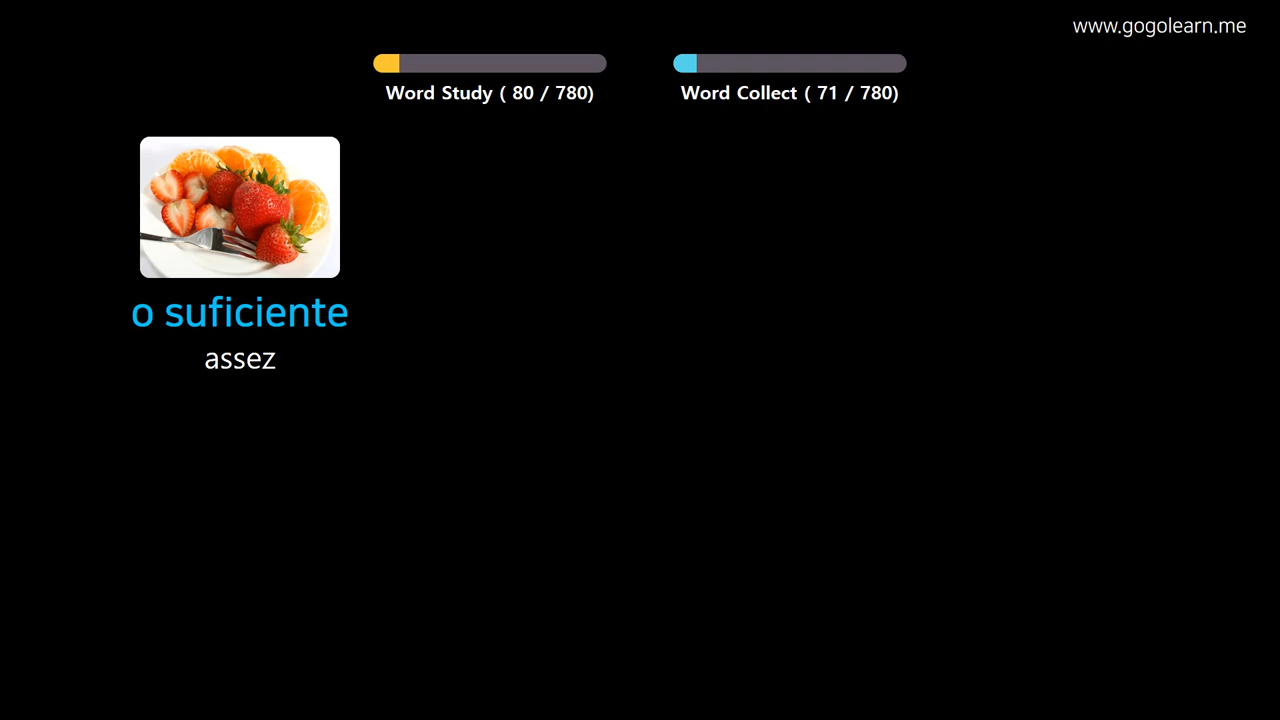 www.gogolearn.me
Word Study ( 80 / 780)
Word Collect ( 71 / 780)
o suficiente
assez